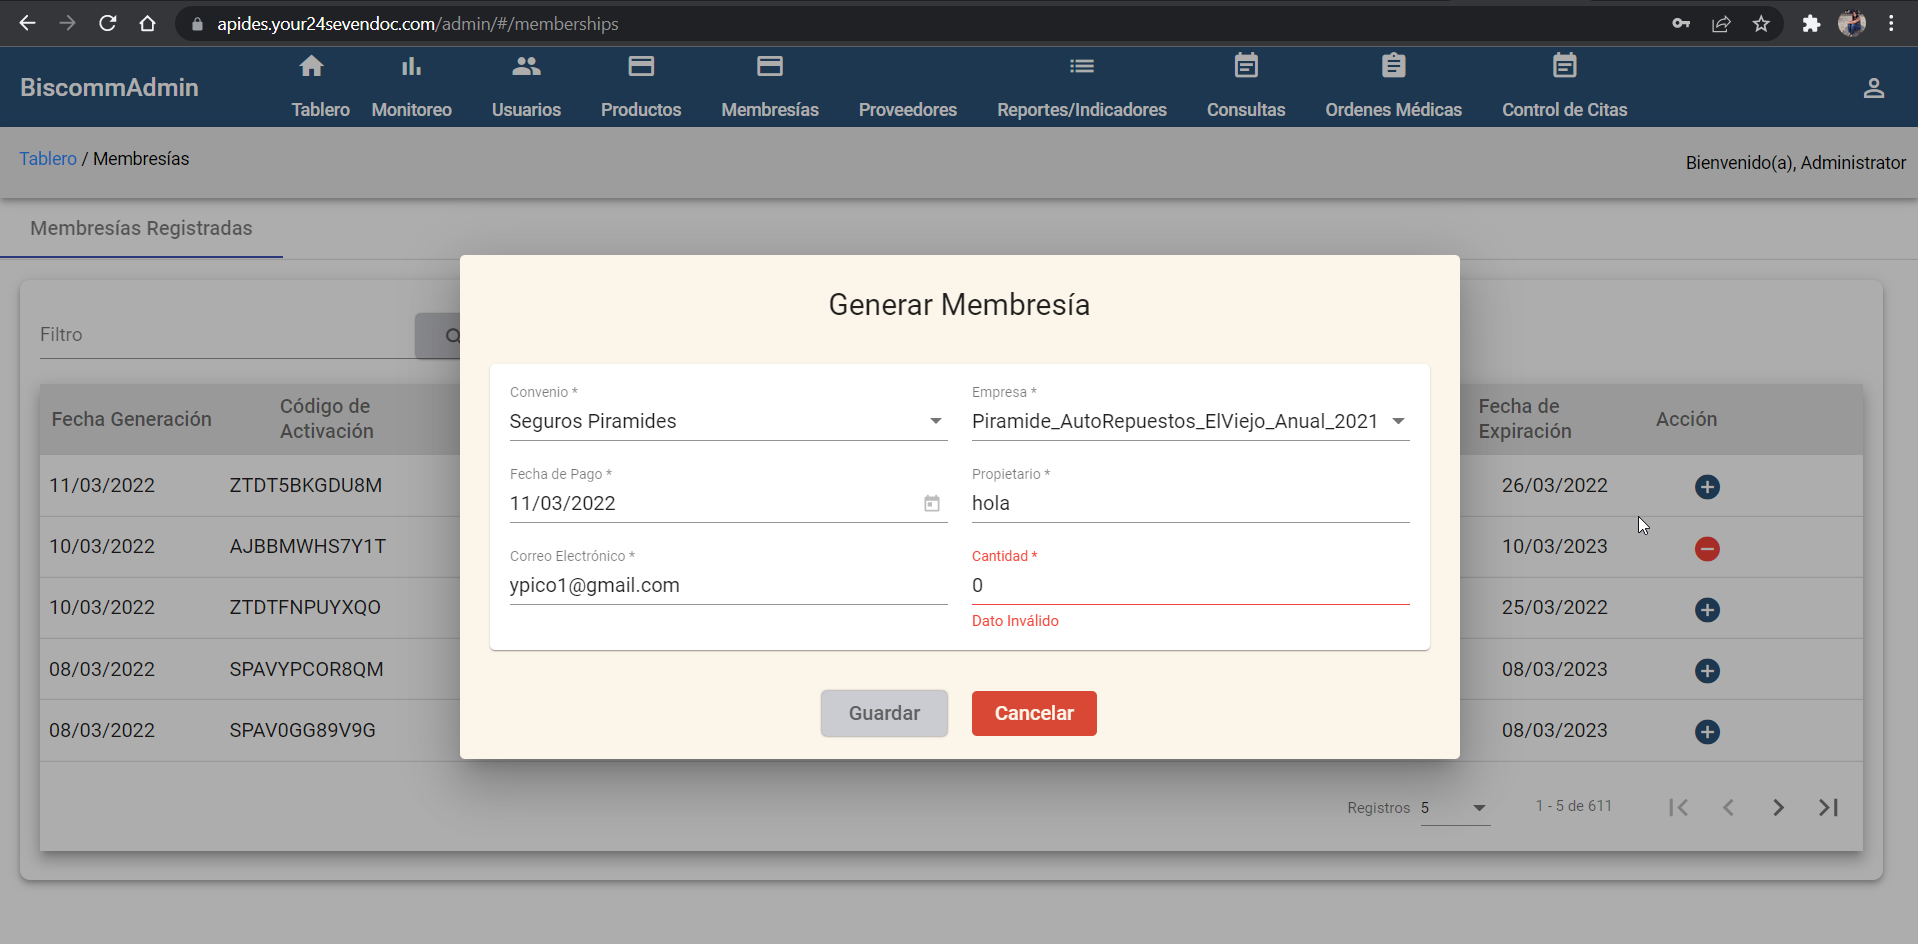 apides.your24sevendoc.com/admin/#/memberships
BiscommAdmin
Tablero
Monitoreo
Usuarios
Productos
Membresías
Proveedores
Reportes/Indicadores
Consultas
Ordenes Médicas
Control de Citas
Tablero / Membresías
Bienvenido(a), Administrator
Membresías Registradas
Filtro
Fecha Generación
Código de
Activación
Fecha de
Expiración
Acción
11/03/2022 ZTDT5BKGDU8M 26/03/2022
10/03/2022 AJBBMWHS7Y1T 10/03/2023
10/03/2022 ZTDTFNPUYXQO 25/03/2022
08/03/2022 SPAVYPCOR8QM 08/03/2023
08/03/2022 SPAV0GG89V9G 08/03/2023
Registros 5 1 - 5 de 611
Generar Membresía
Convenio *
Seguros Piramides
Empresa *
Piramide_AutoRepuestos_ElViejo_Anual_2021
Fecha de Pago *
11/03/2022
Propietario *
hola
Correo Electrónico *
ypico1@gmail.com
Cantidad *
0
Dato Inválido
Guardar
Cancelar